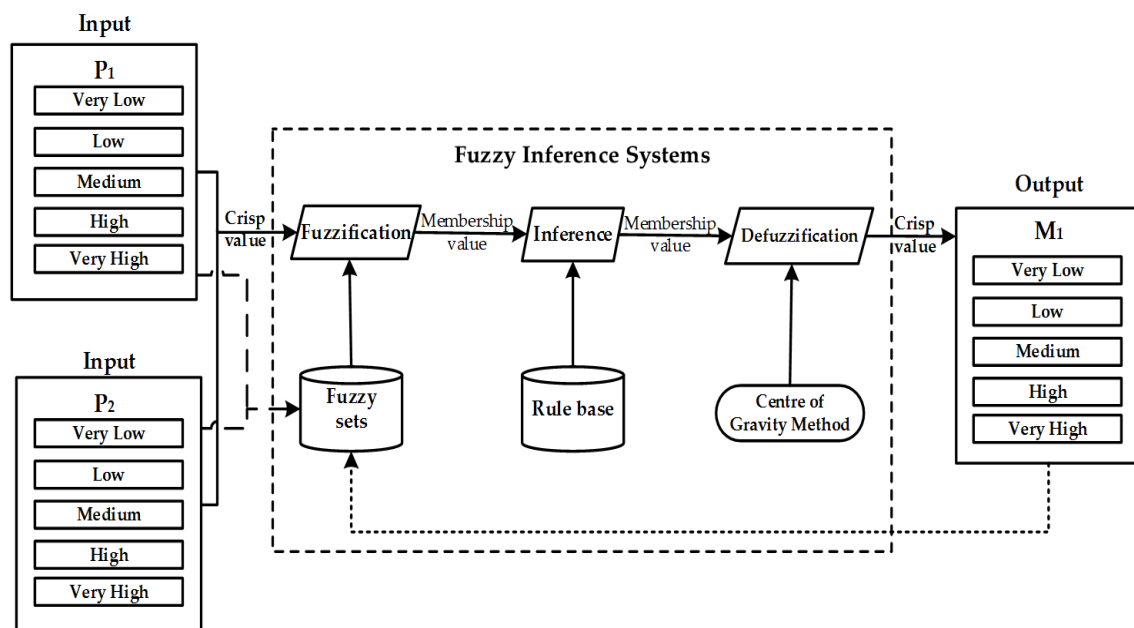 Input
P1
Very Low
Low
Medium
High
Very High
Input
P2
Very Low
Low
Medium
High
Very High
Fuzzy Inference Systems
Crisp
value
Fuzzification
Membership
value
Inference
Membership
value
Defuzzification
Crisp
value
Fuzzy
sets
Rule base
Centre of
Gravity Method
Output
M1
Very Low
Low
Medium
High
Very High